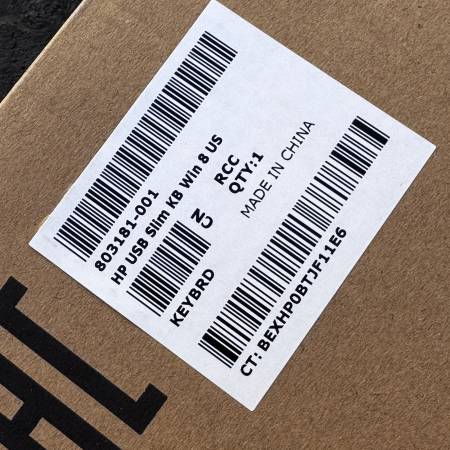 803181-001
HP USB Slim KB Win 8 US
RCC
QTY:1
KEYBRD
MADE IN CHINA
CT: BEXHP0BTJF11E6